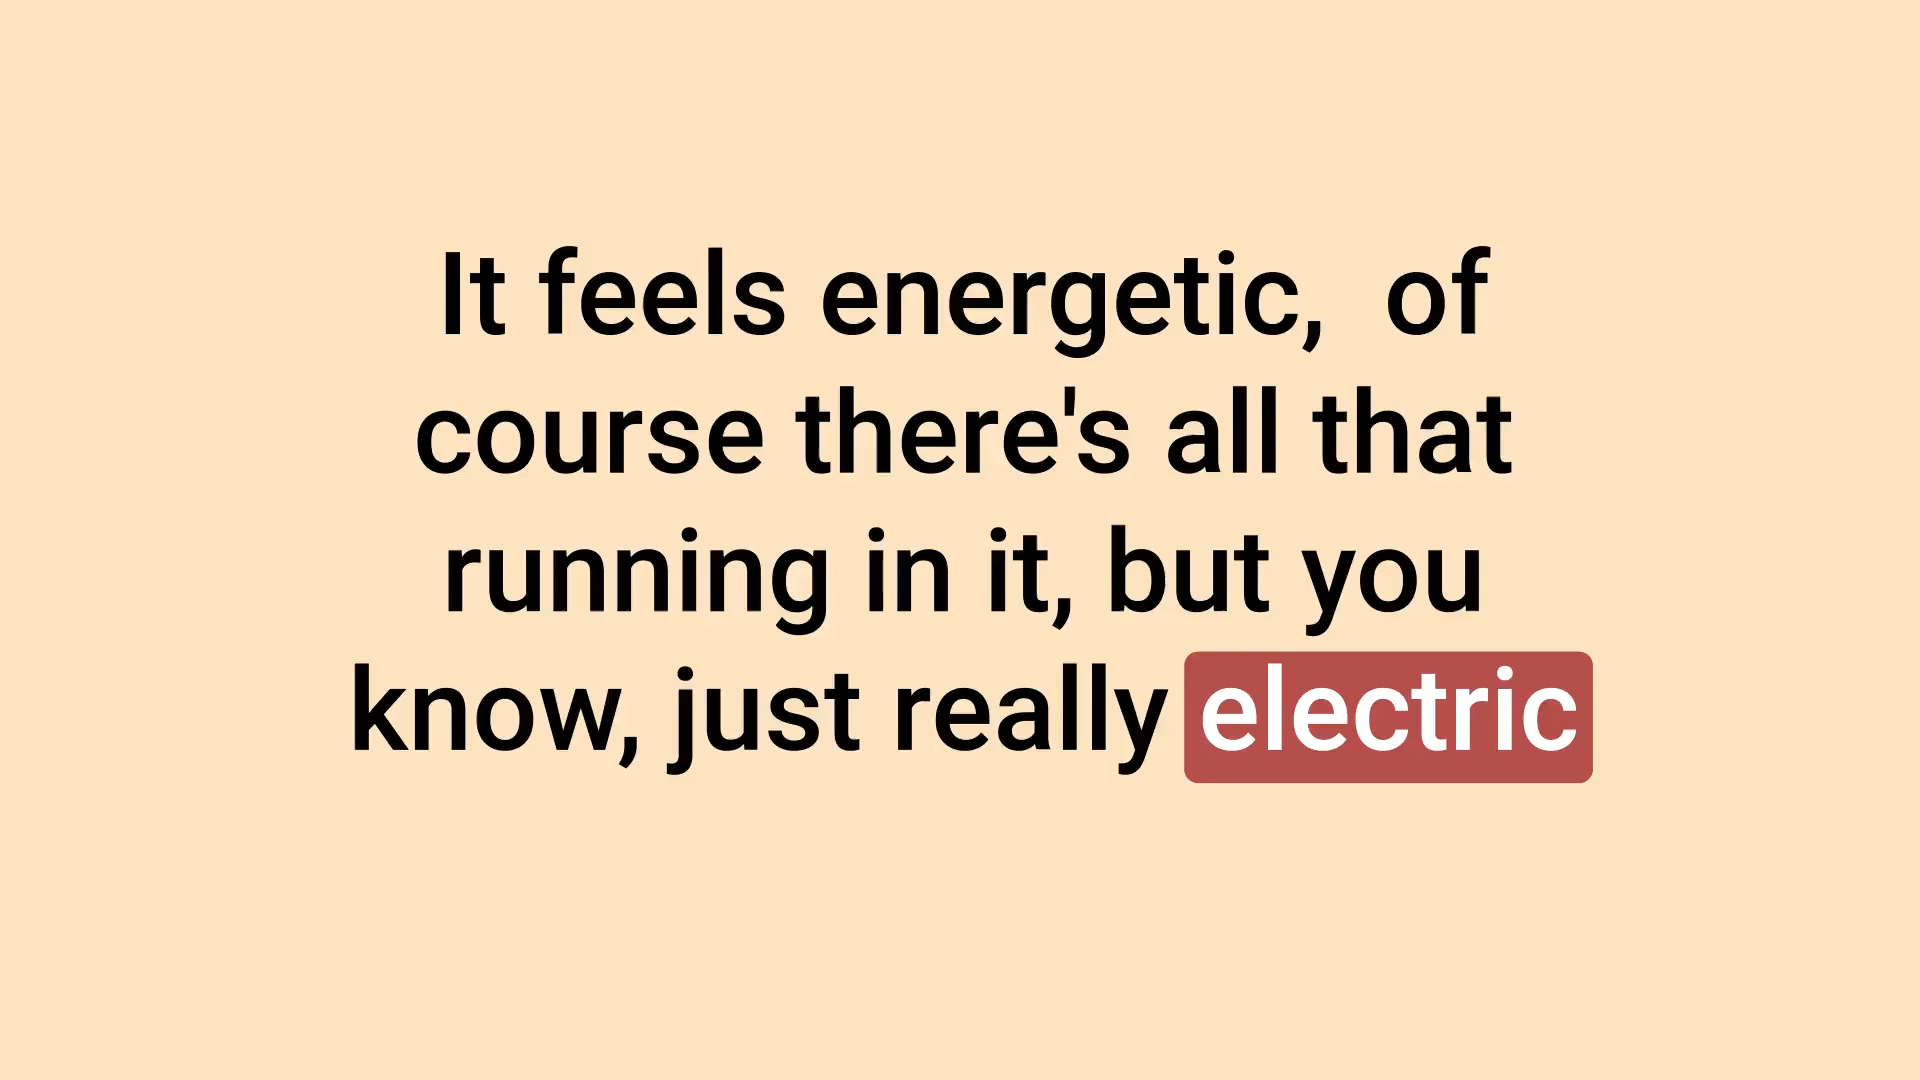 It feels energetic,  of
course there's all that
running in it, but you
know, just really electric